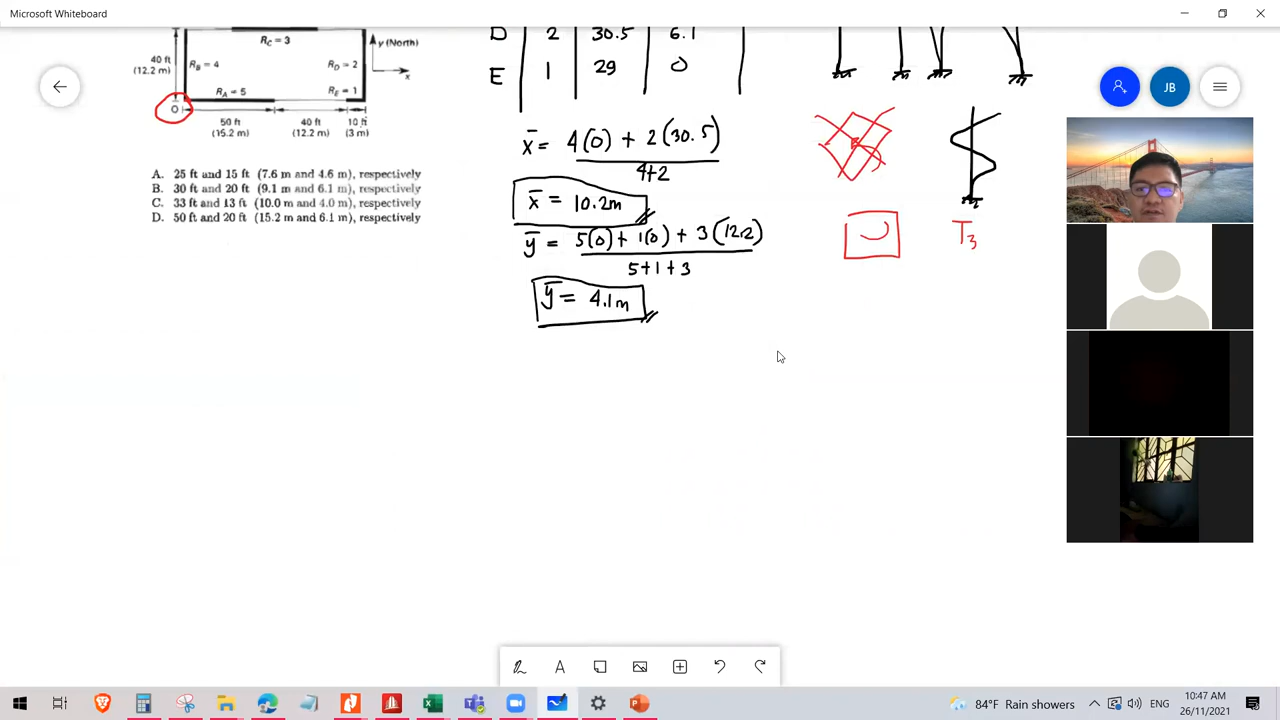 Microsoft Whiteboard
JB
R_C = 3
40 ft
(12.2 m)
R_B = 4
R_D = 2
y (North)
x
R_A = 5
R_E = 1
O
50 ft
(15.2 m)
40 ft
(12.2 m)
10 ft
(3 m)
A. 25 ft and 15 ft (7.6 m and 4.6 m), respectively
B. 30 ft and 20 ft (9.1 m and 6.1 m), respectively
C. 33 ft and 13 ft (10.0 m and 4.0 m), respectively
D. 50 ft and 20 ft (15.2 m and 6.1 m), respectively
D 2 30.5 6.1
E 1 29 0
x̄ = 4(0) + 2(30.5)
4+2
x̄ = 10.2m
ȳ = 5(0) + 1(0) + 3(12.2)
5+1+3
ȳ = 4.1m
T3
84°F Rain showers
ENG
10:47 AM
26/11/2021